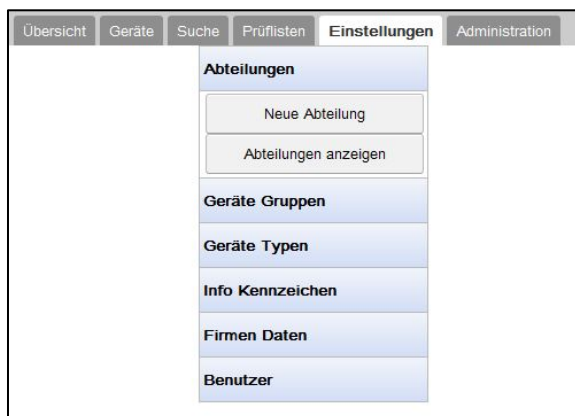 Übersicht Geräte Suche Prüflisten Einstellungen Administration
Abteilungen
Neue Abteilung
Abteilungen anzeigen
Geräte Gruppen
Geräte Typen
Info Kennzeichen
Firmen Daten
Benutzer